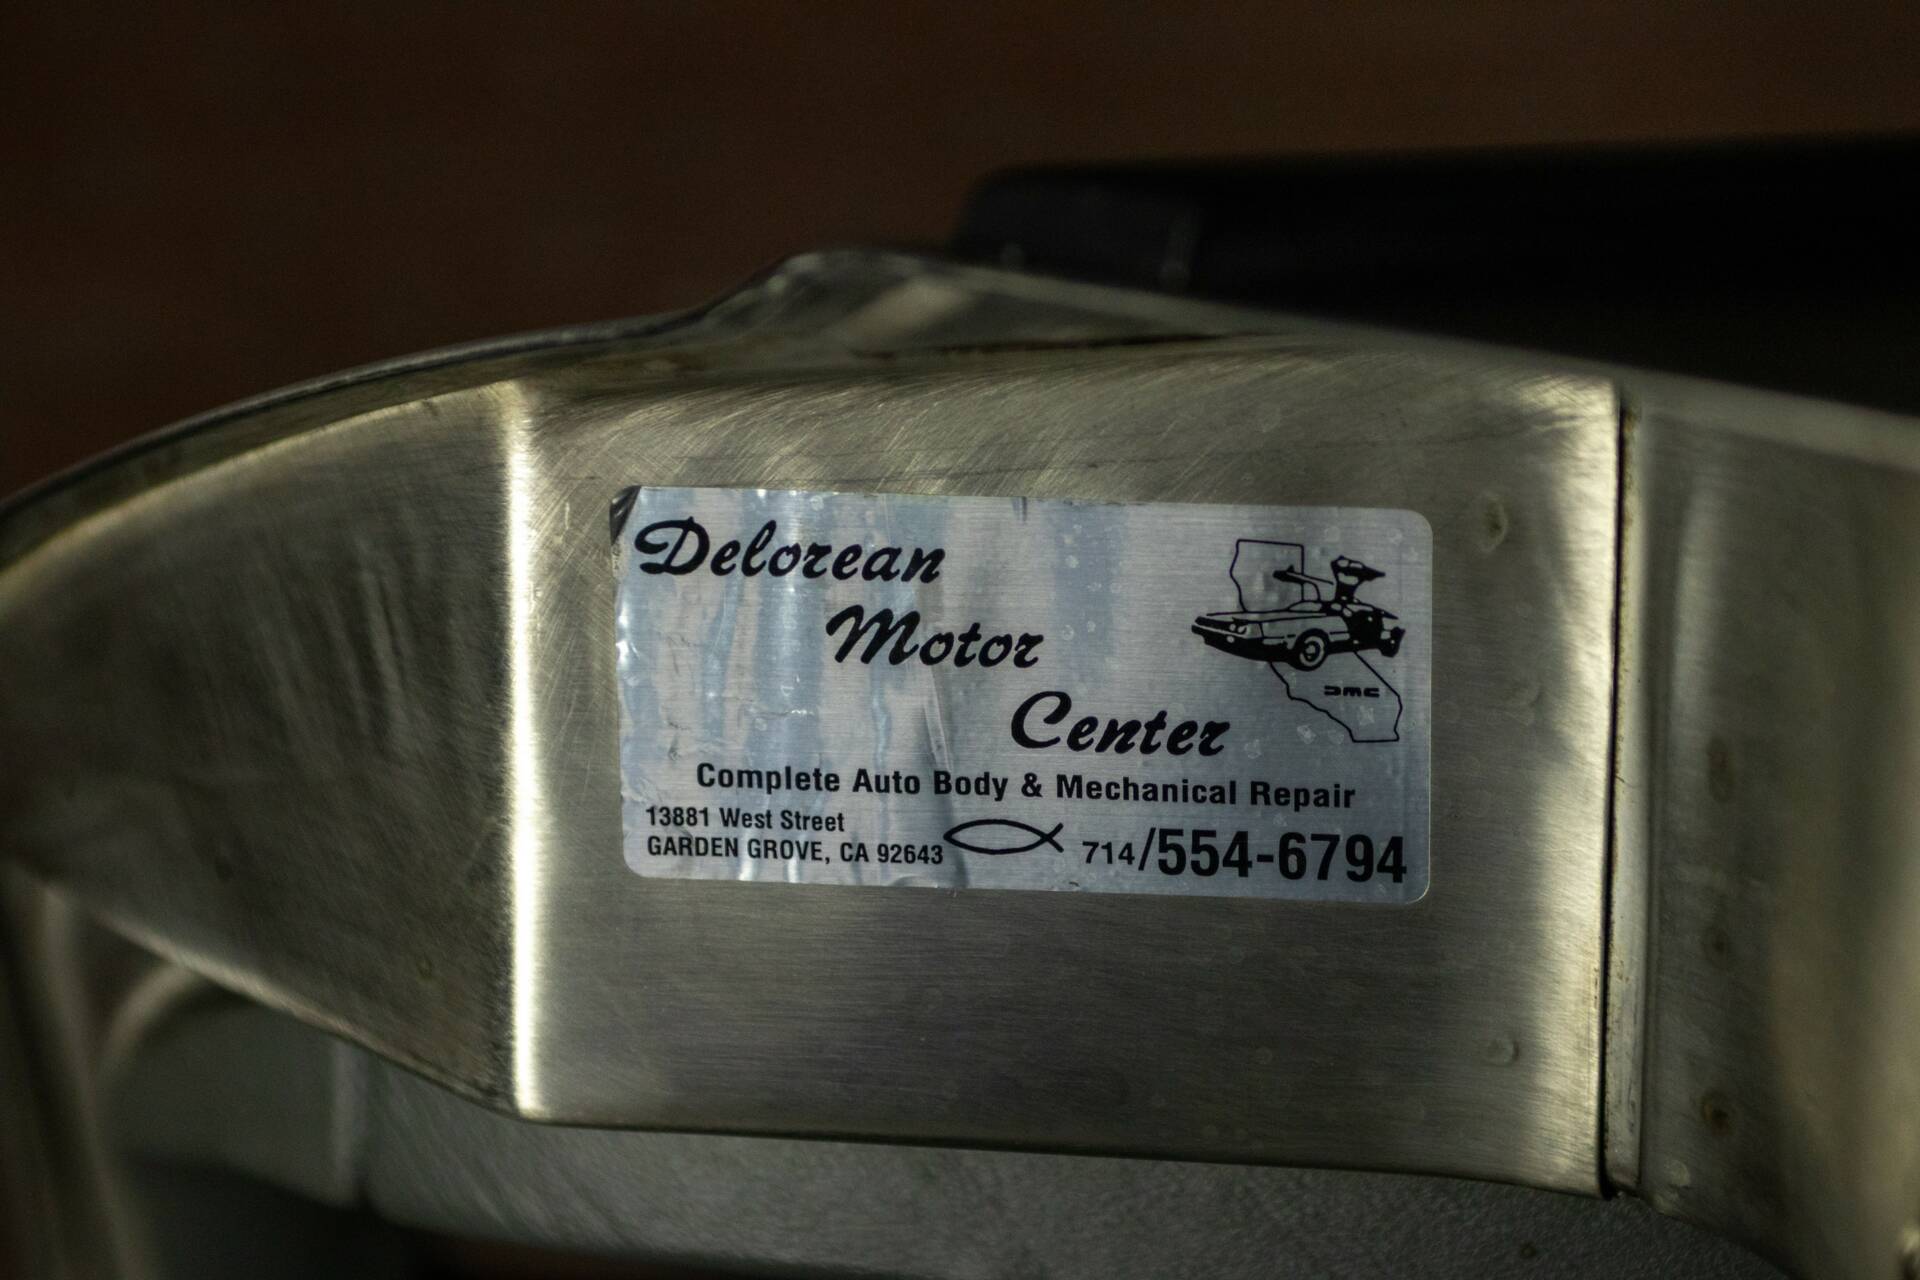 Delorean
Motor
Center
DMC
Complete Auto Body & Mechanical Repair
13881 West Street
GARDEN GROVE, CA 92643
714/554-6794